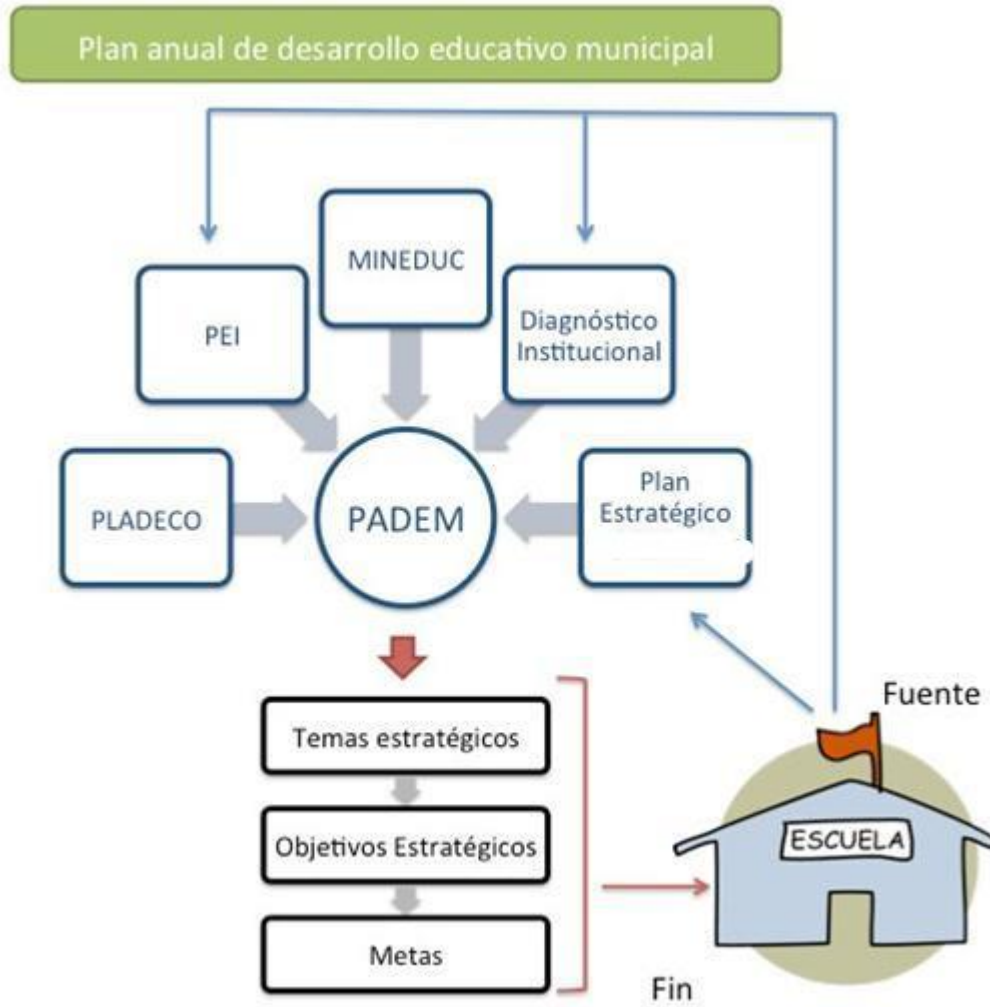 Plan anual de desarrollo educativo municipal
MINEDUC
PEI
Diagnóstico
Institucional
PLADECO
PADEM
Plan
Estratégico
Temas estratégicos
Objetivos Estratégicos
Metas
Fuente
ESCUELA
Fin